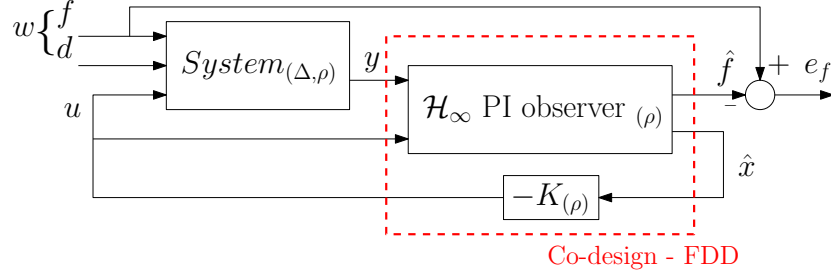 w{ f
d
System(Δ,ρ)
y
u
H∞ PI observer (ρ)
f̂
+
e_f
−
x̂
−K(ρ)
Co-design - FDD